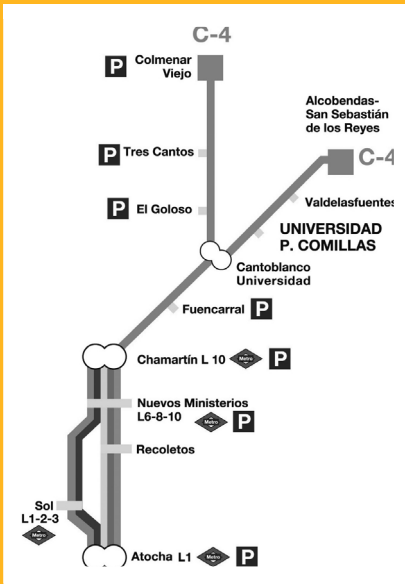 C-4
P
Colmenar
Viejo
Alcobendas-
San Sebastián
de los Reyes
C-4
P Tres Cantos
Valdelasfuentes
P El Goloso
UNIVERSIDAD
P. COMILLAS
Cantoblanco
Universidad
Fuencarral P
Chamartín L 10 Metro P
Nuevos Ministerios
L6-8-10 Metro P
Recoletos
Sol
L1-2-3
Metro
Atocha L1 Metro P